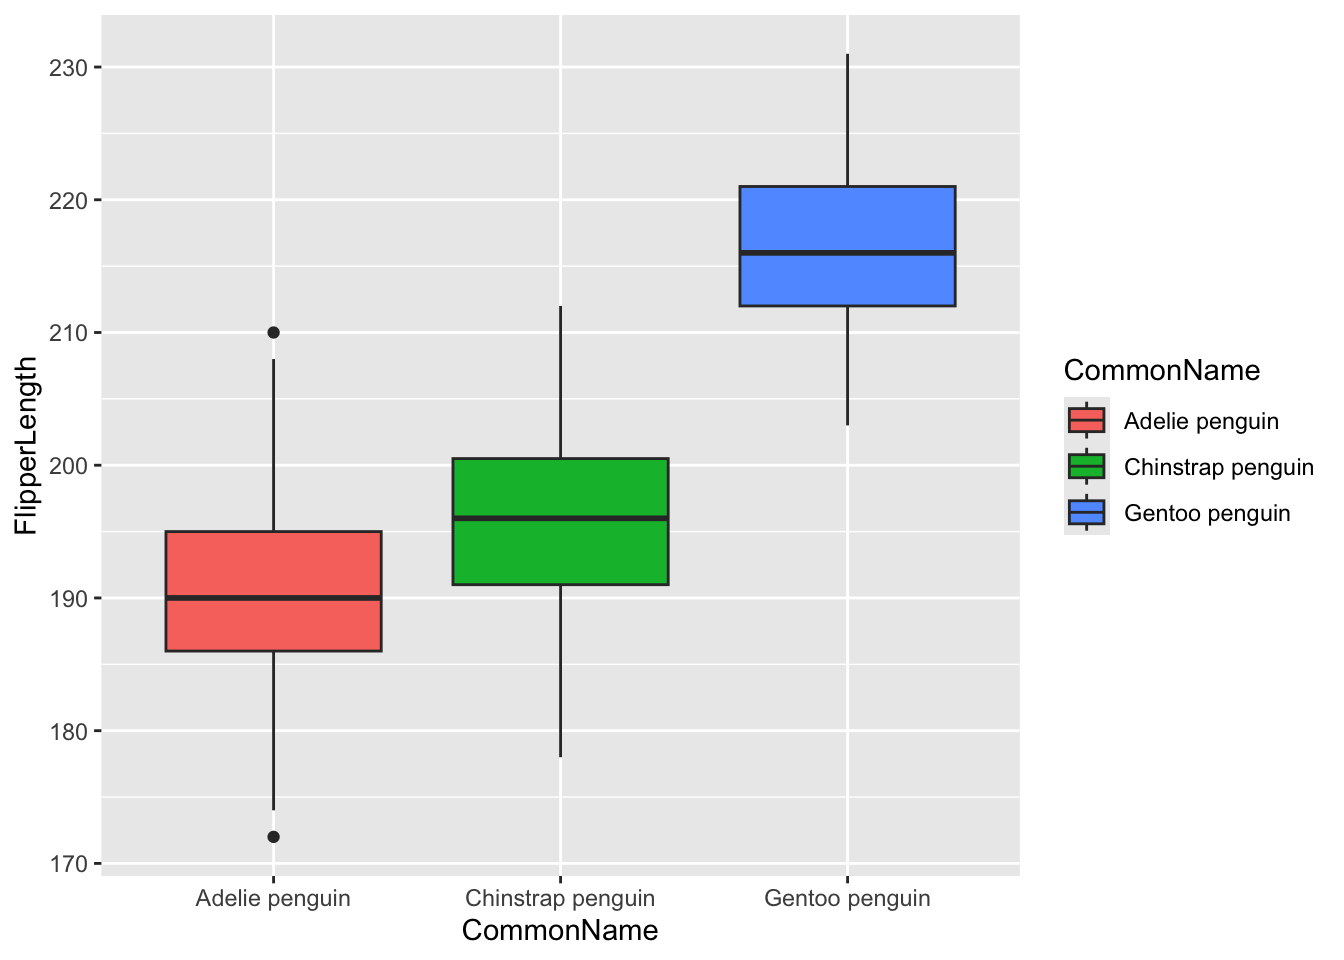 230
220
210
200
190
180
170
FlipperLength
Adelie penguin
Chinstrap penguin
Gentoo penguin
CommonName
CommonName
Adelie penguin
Chinstrap penguin
Gentoo penguin